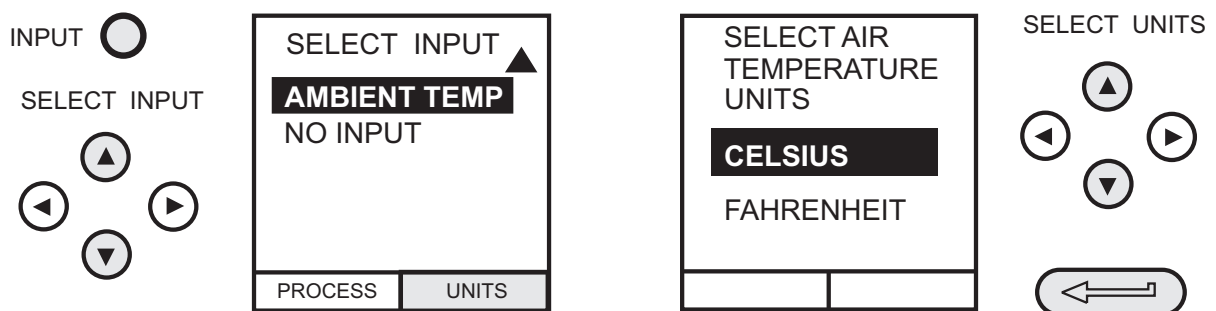 INPUT
SELECT INPUT
SELECT INPUT
AMBIENT TEMP
NO INPUT
PROCESS UNITS
SELECT AIR
TEMPERATURE
UNITS
CELSIUS
FAHRENHEIT
SELECT UNITS